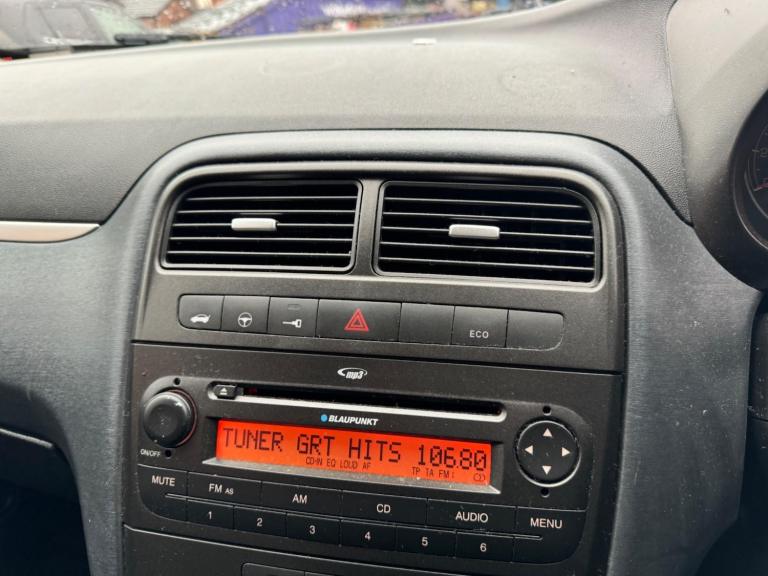 ECO
mp3
BLAUPUNKT
TUNER GRT HITS 106.80
CD-IN EQ LOUD AF TP TA FM1
ON/OFF
MUTE FM AS AM CD AUDIO MENU
1 2 3 4 5 6